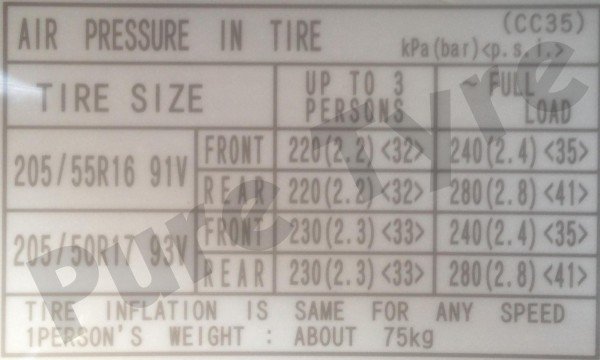 AIR PRESSURE IN TIRE (CC35)
kPa(bar)<p.s.i.>
TIRE SIZE UP TO 3 PERSONS ~FULL LOAD
205/55R16 91V FRONT 220(2.2)<32> 240(2.4)<35>
REAR 220(2.2)<32> 280(2.8)<41>
205/50R17 93V FRONT 230(2.3)<33> 240(2.4)<35>
REAR 230(2.3)<33> 280(2.8)<41>
TIRE INFLATION IS SAME FOR ANY SPEED
1PERSON'S WEIGHT : ABOUT 75kg
Pure Tyre